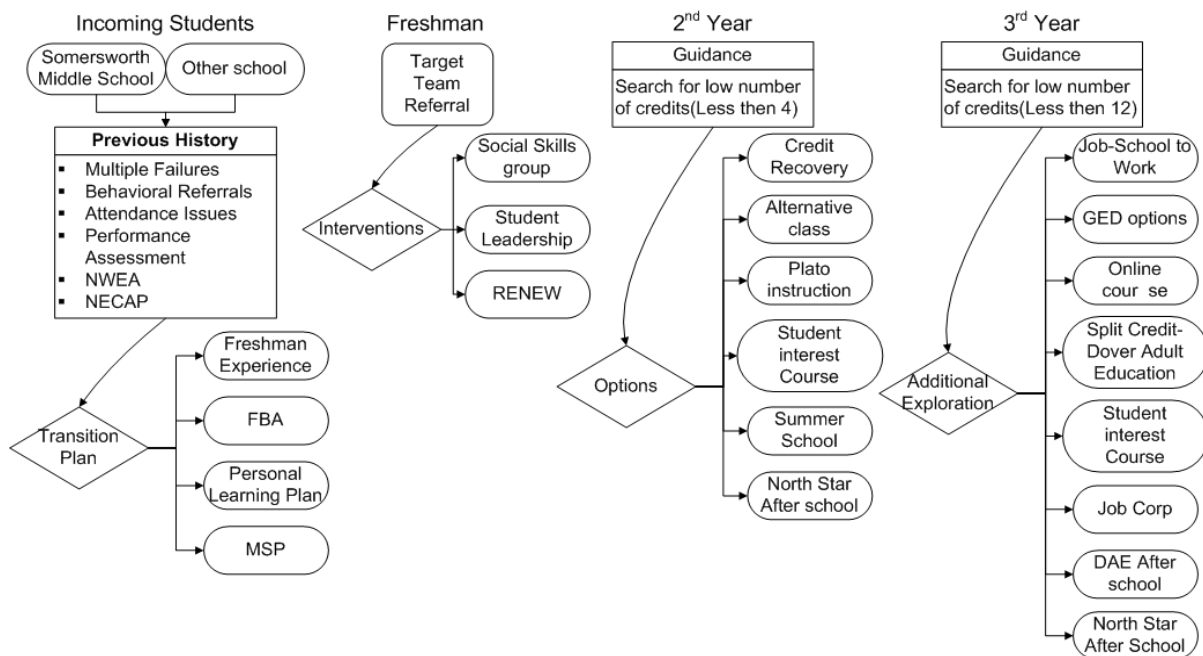 Incoming Students
Somersworth
Middle School
Other school
Previous History
▪ Multiple Failures
▪ Behavioral Referrals
▪ Attendance Issues
▪ Performance
Assessment
▪ NWEA
▪ NECAP
Transition
Plan
Freshman
Experience
FBA
Personal
Learning Plan
MSP
Freshman
Target
Team
Referral
Interventions
Social Skills
group
Student
Leadership
RENEW
2nd Year
Guidance
Search for low number
of credits(Less then 4)
Options
Credit
Recovery
Alternative
class
Plato
instruction
Student
interest
Course
Summer
School
North Star
After school
3rd Year
Guidance
Search for low number
of credits(Less then 12)
Additional
Exploration
Job-School to
Work
GED options
Online
cour se
Split Credit-
Dover Adult
Education
Student
interest
Course
Job Corp
DAE After
school
North Star
After School